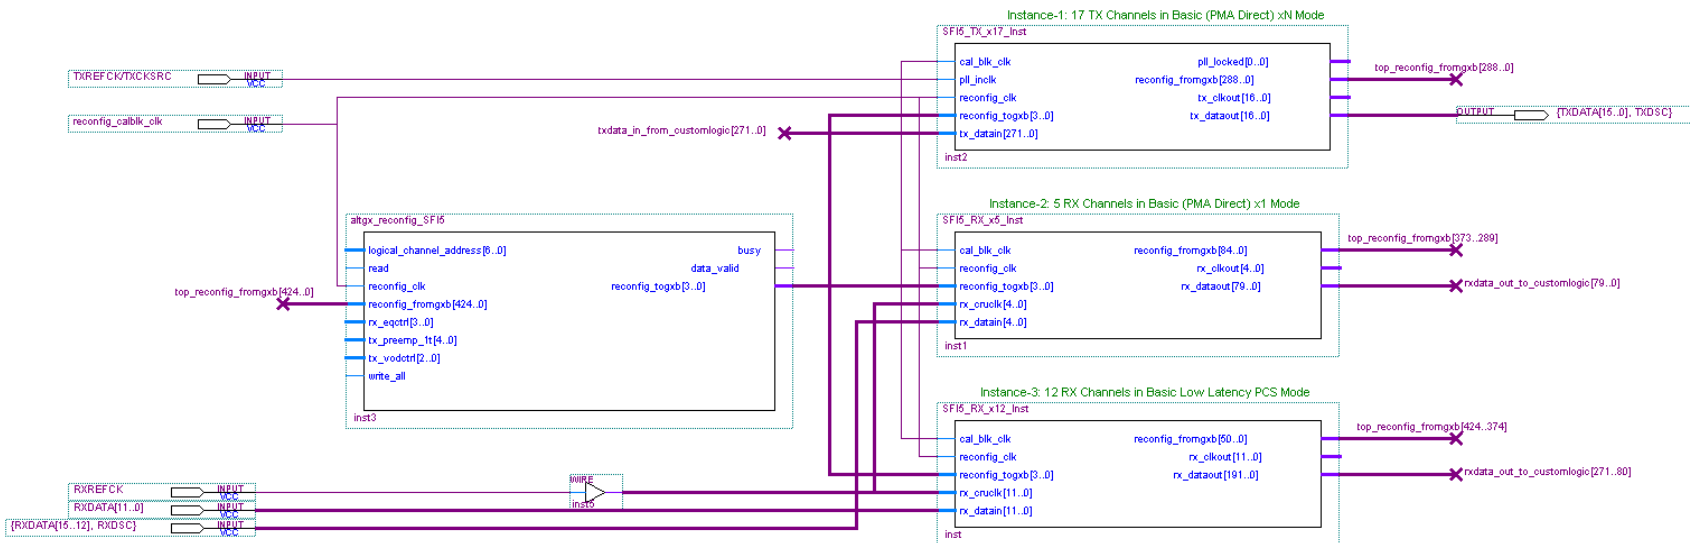 Instance-1: 17 TX Channels in Basic (PMA Direct) xN Mode
SFI5_TX_x17_Inst
TXREFCK/TXCKSRC
INPUT
VCC
reconfig_calblk_clk
INPUT
VCC
txdata_in_from_customlogic[271..0]
cal_blk_clk
pll_inclk
reconfig_clk
reconfig_togxb[3..0]
tx_datain[271..0]
pll_locked[0..0]
reconfig_fromgxb[288..0]
tx_clkout[16..0]
tx_dataout[16..0]
inst2
top_reconfig_fromgxb[288..0]
OUTPUT
{TXDATA[15..0], TXDSC}
altgx_reconfig_SFI5
top_reconfig_fromgxb[424..0]
logical_channel_address[6..0]
read
reconfig_clk
reconfig_fromgxb[424..0]
rx_eqctrl[3..0]
tx_preemp_1t[4..0]
tx_vodctrl[2..0]
write_all
busy
data_valid
reconfig_togxb[3..0]
inst3
Instance-2: 5 RX Channels in Basic (PMA Direct) x1 Mode
SFI5_RX_x5_Inst
cal_blk_clk
reconfig_clk
reconfig_togxb[3..0]
rx_cruclk[4..0]
rx_datain[4..0]
reconfig_fromgxb[84..0]
rx_clkout[4..0]
rx_dataout[79..0]
inst1
top_reconfig_fromgxb[373..289]
rxdata_out_to_customlogic[79..0]
Instance-3: 12 RX Channels in Basic Low Latency PCS Mode
SFI5_RX_x12_Inst
cal_blk_clk
reconfig_clk
reconfig_togxb[3..0]
rx_cruclk[11..0]
rx_datain[11..0]
reconfig_fromgxb[50..0]
rx_clkout[11..0]
rx_dataout[191..0]
inst
top_reconfig_fromgxb[424..374]
rxdata_out_to_customlogic[271..80]
RXREFCK
INPUT
VCC
WIRE
inst5
RXDATA[11..0]
INPUT
VCC
{RXDATA[15..12], RXDSC}
INPUT
VCC